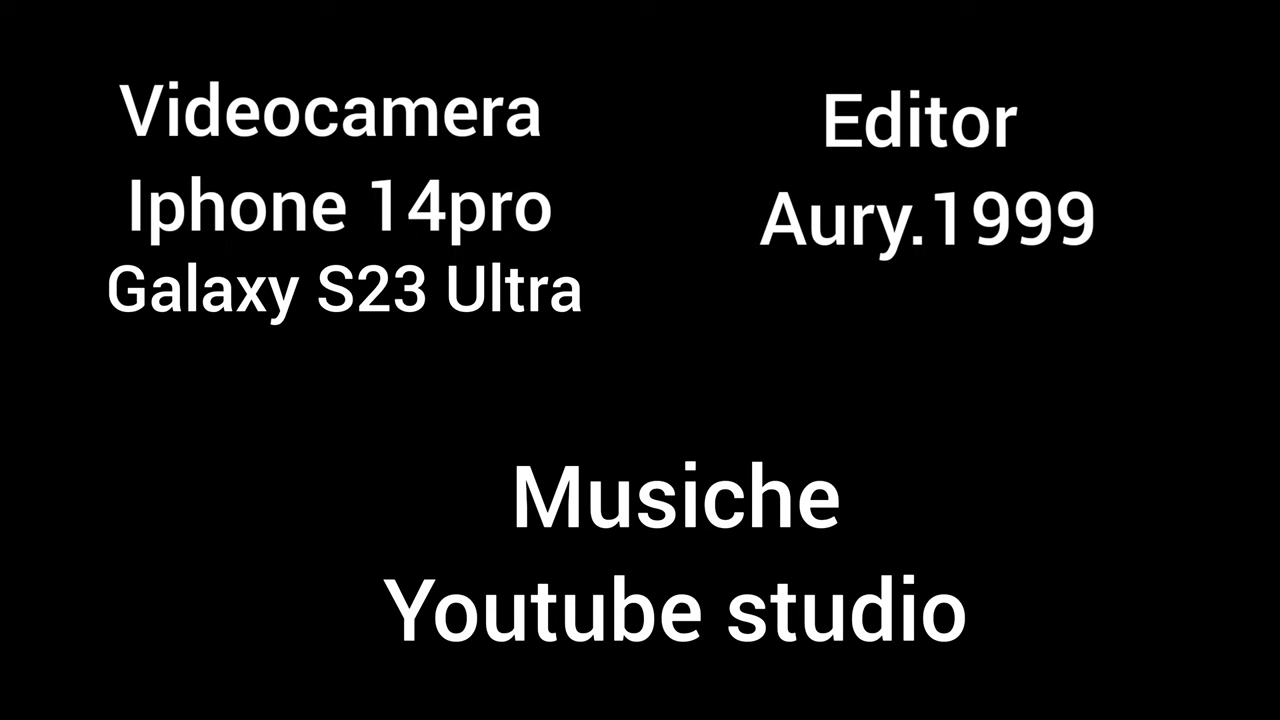 Videocamera
Iphone 14pro
Galaxy S23 Ultra
Editor
Aury.1999
Musiche
Youtube studio